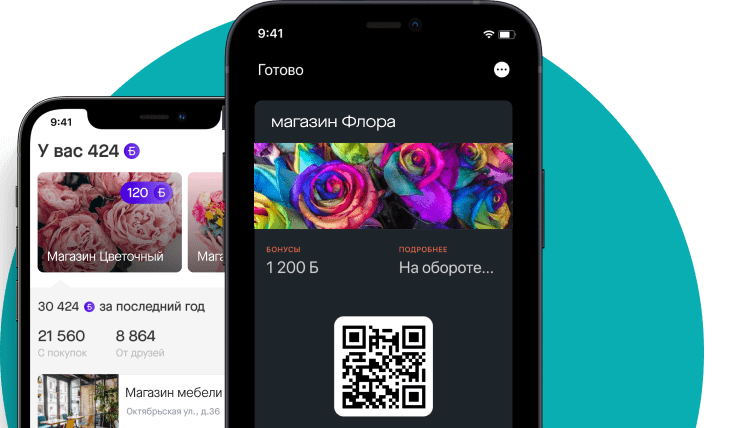 9:41
У вас 424 Б
120 Б
Магазин Цветочный
Мага
30 424 Б за последний год
21 560
8 864
С покупок
От друзей
Магазин мебели
Октябрьская ул., д.36
9:41
Готово
магазин Флора
БОНУСЫ
ПОДРОБНЕЕ
1 200 Б
На обороте...